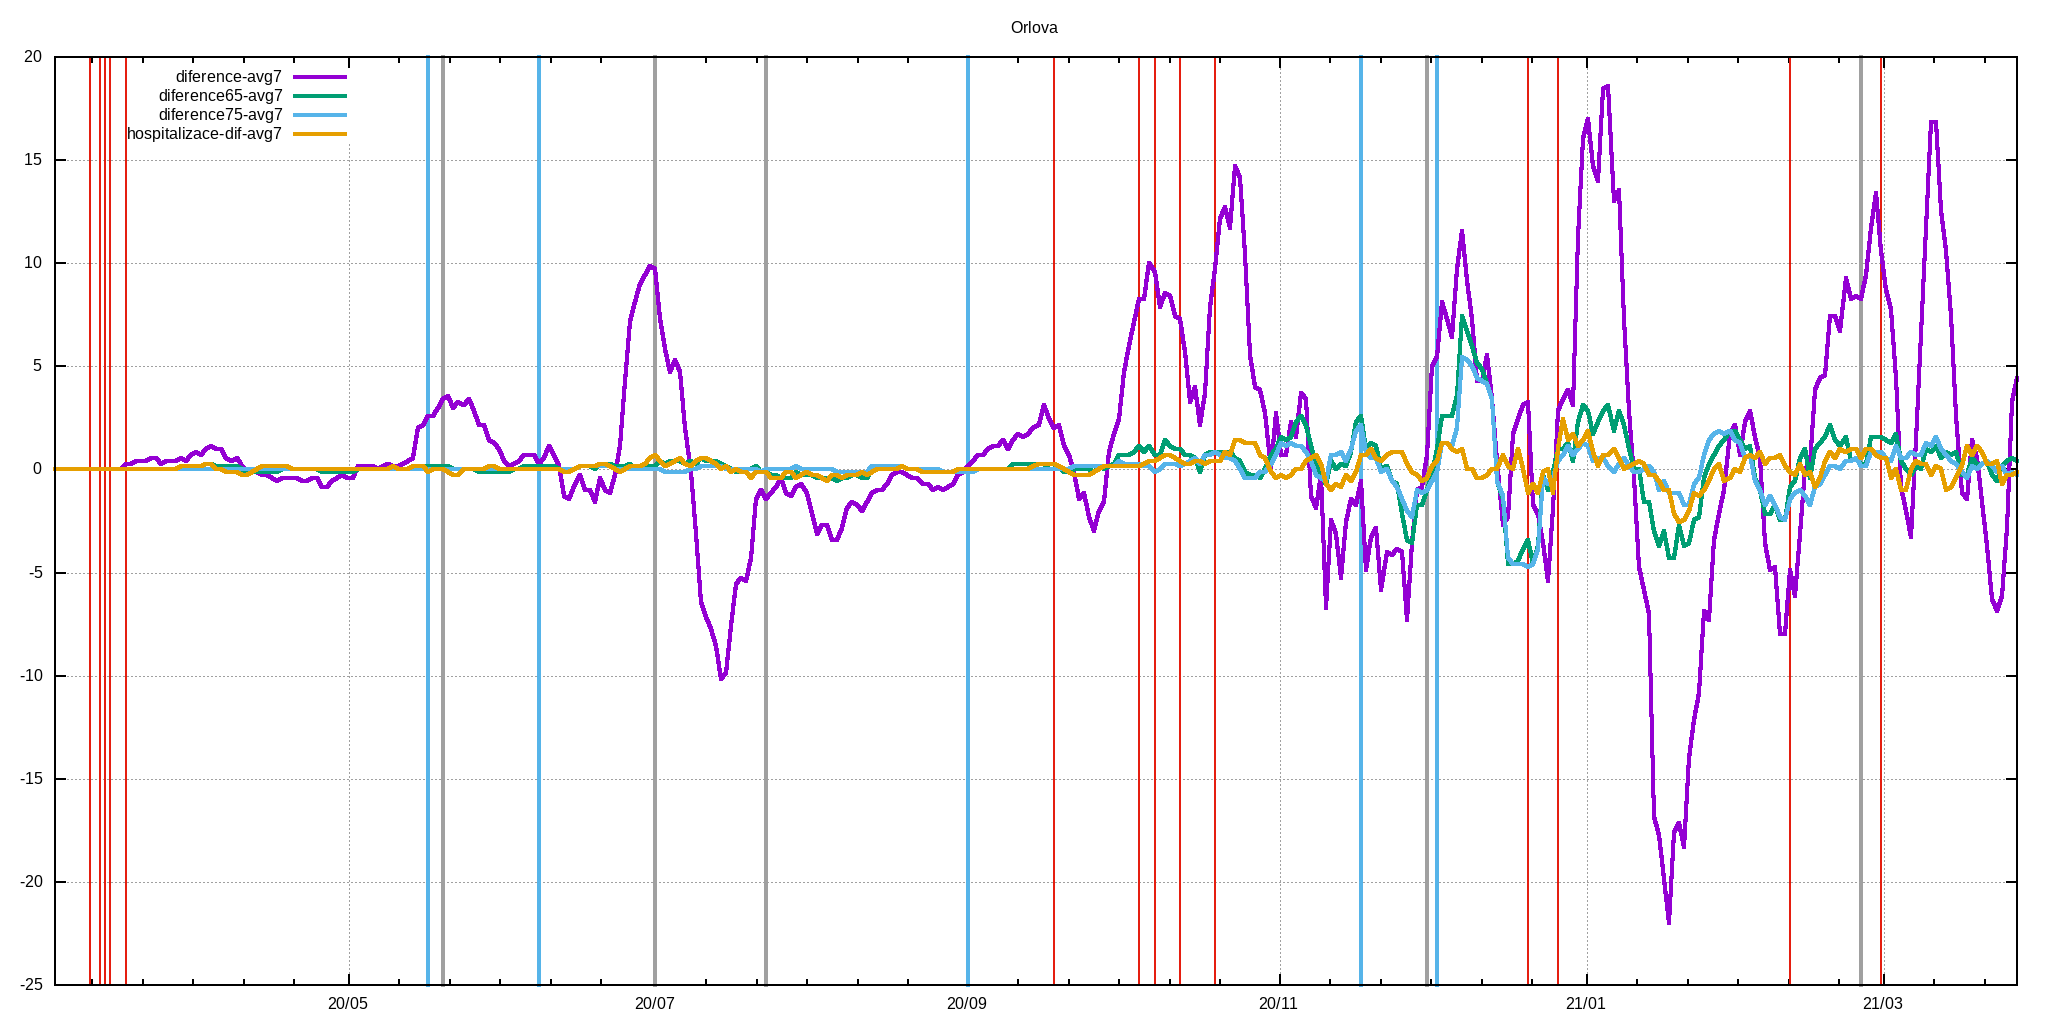 Orlova
20
diference-avg7
diference65-avg7
diference75-avg7
hospitalizace-dif-avg7
15
10
5
0
-5
-10
-15
-20
-25
20/05 20/07 20/09 20/11 21/01 21/03